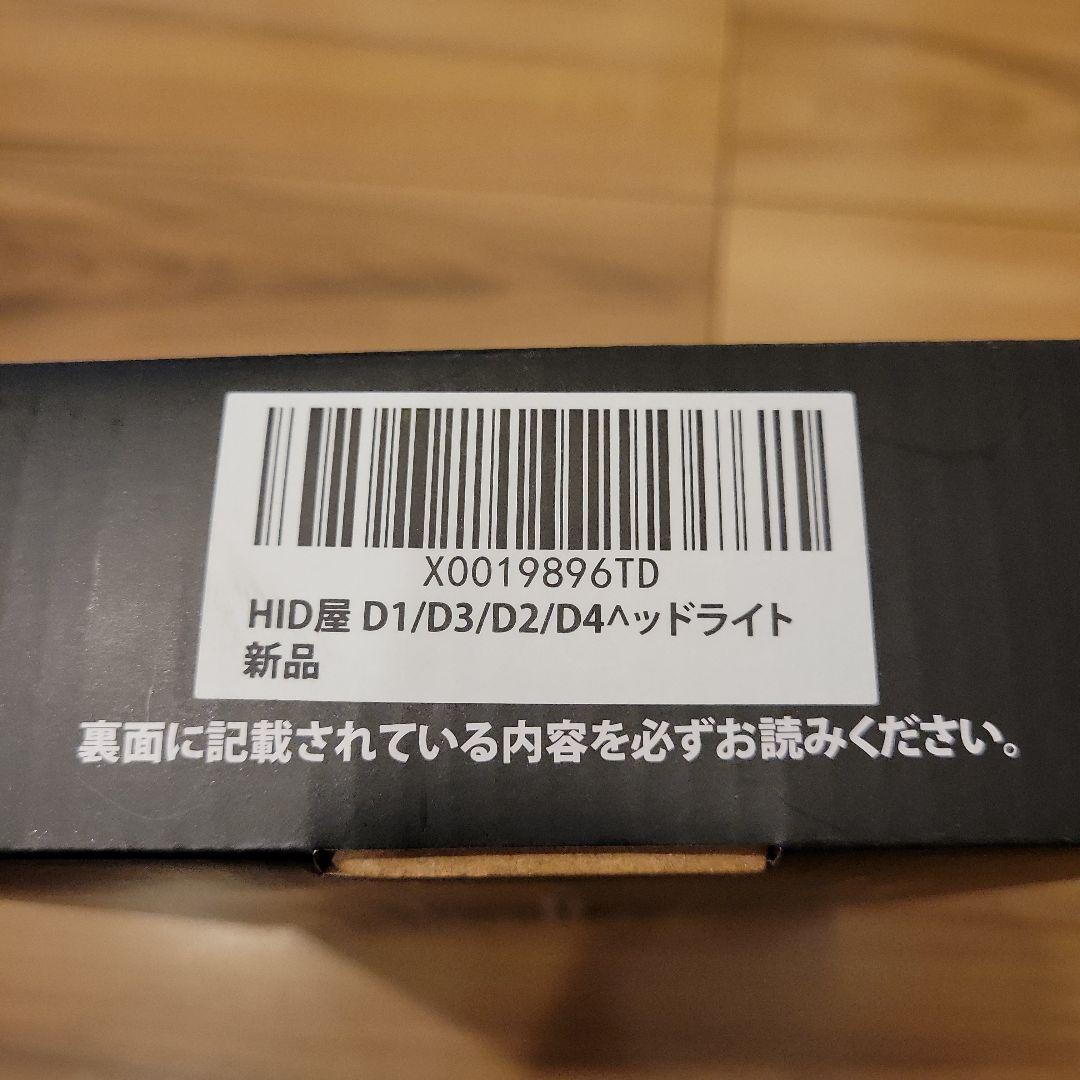 X0019896TD
HID屋 D1/D3/D2/D4ヘッドライト
新品
裏面に記載されている内容を必ずお読みください。